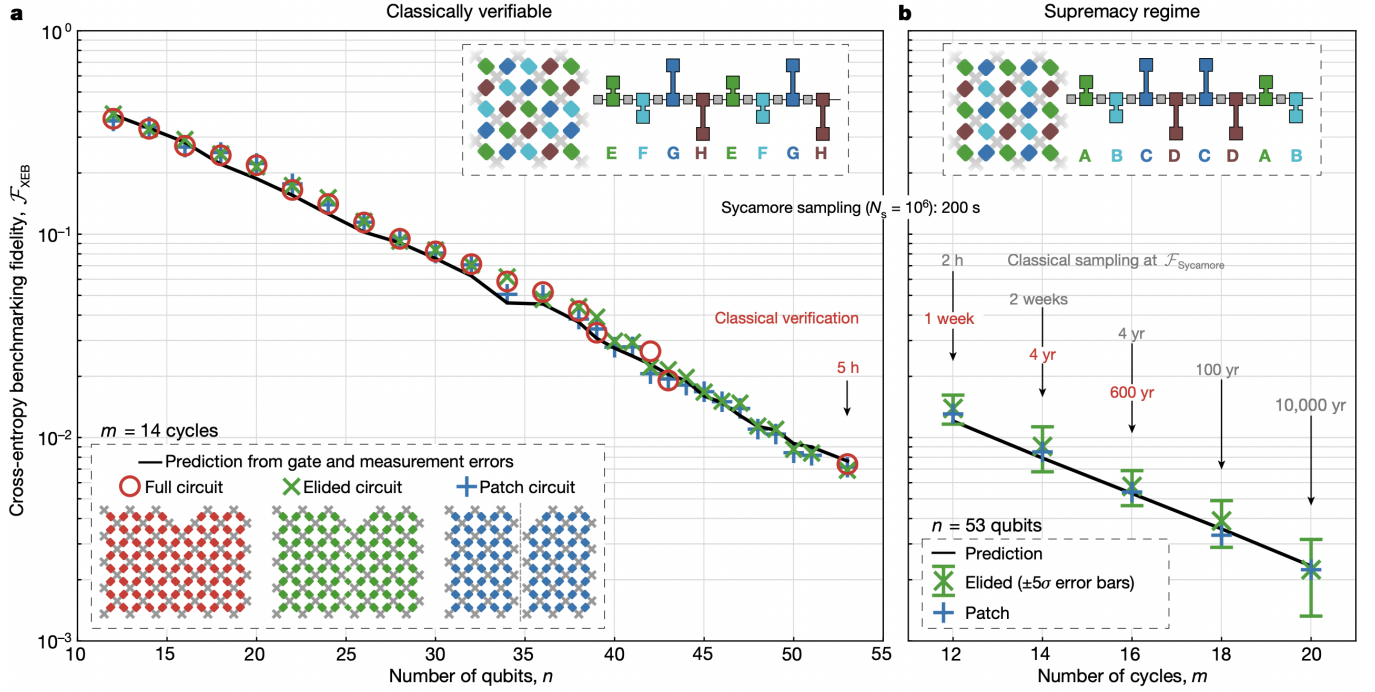 a
Classically verifiable
b
Supremacy regime
Cross-entropy benchmarking fidelity, ℱ_XEB
10⁰
10⁻¹
10⁻²
10⁻³
E F G H E F G H
A B C D C D A B
Sycamore sampling (Nₛ = 10⁶): 200 s
Classical verification
5 h
m = 14 cycles
Prediction from gate and measurement errors
Full circuit
Elided circuit
Patch circuit
10 15 20 25 30 35 40 45 50 55
Number of qubits, n
Classical sampling at ℱ_Sycamore
2 h
1 week
2 weeks
4 yr
4 yr
600 yr
100 yr
10,000 yr
n = 53 qubits
Prediction
Elided (±5σ error bars)
Patch
12 14 16 18 20
Number of cycles, m